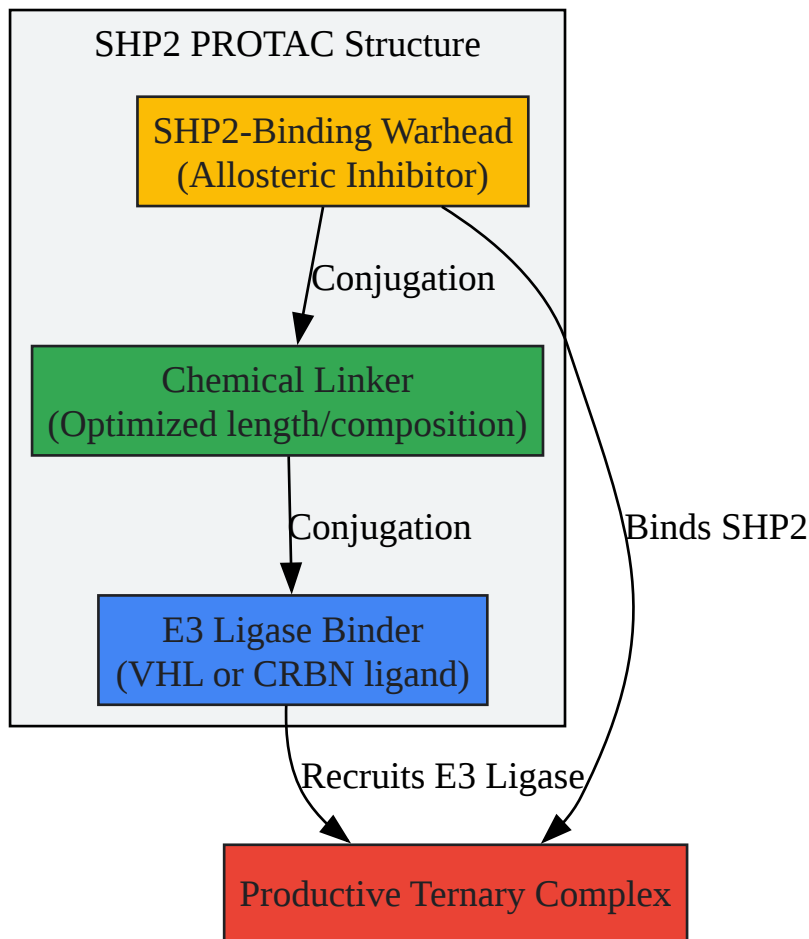 SHP2 PROTAC Structure
SHP2-Binding Warhead
(Allosteric Inhibitor)
Conjugation
Chemical Linker
(Optimized length/composition)
Conjugation
Binds SHP2
E3 Ligase Binder
(VHL or CRBN ligand)
Recruits E3 Ligase
Productive Ternary Complex